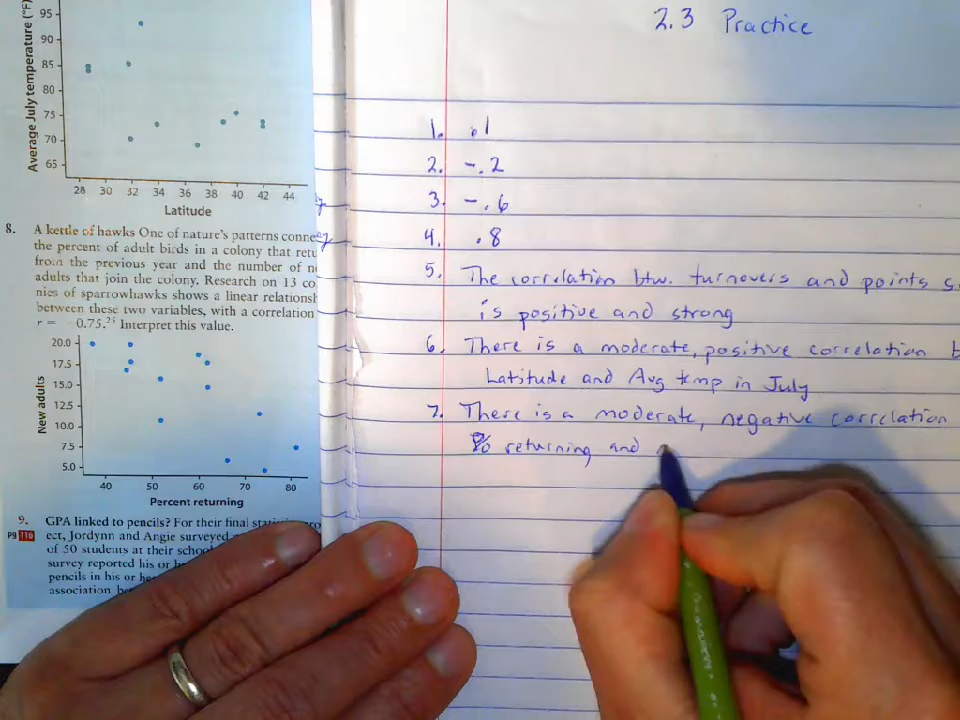 95
90
85
80
75
70
65
Average July temperature (°F)
28 30 32 34 36 38 40 42 44
Latitude
8. A kettle of hawks One of nature's patterns
the percent of adult birds in a colony that
from the previous year and the number of
adults that join the colony. Research on 13
of sparrowhawks shows a linear
between these two variables, with a correlation
r = -0.75.²¹ Interpret this value.
20.0
17.5
15.0
12.5
10.0
7.5
5.0
New adults
40 50 60 70 80
Percent returning
9. GPA linked to pencils? For their final
Pg 110
ect, Jordynn and Angie surveyed
of 50 students at their school
survey reported his or
pencils in his or
association
2.3 Practice
1. .1
2. -.2
3. -.6
4. .8
5. The correlation btw. turnovers and points
is positive and strong
6. There is a moderate, positive correlation
Latitude and Avg temp in July
7. There is a moderate, negative correlation
% returning and